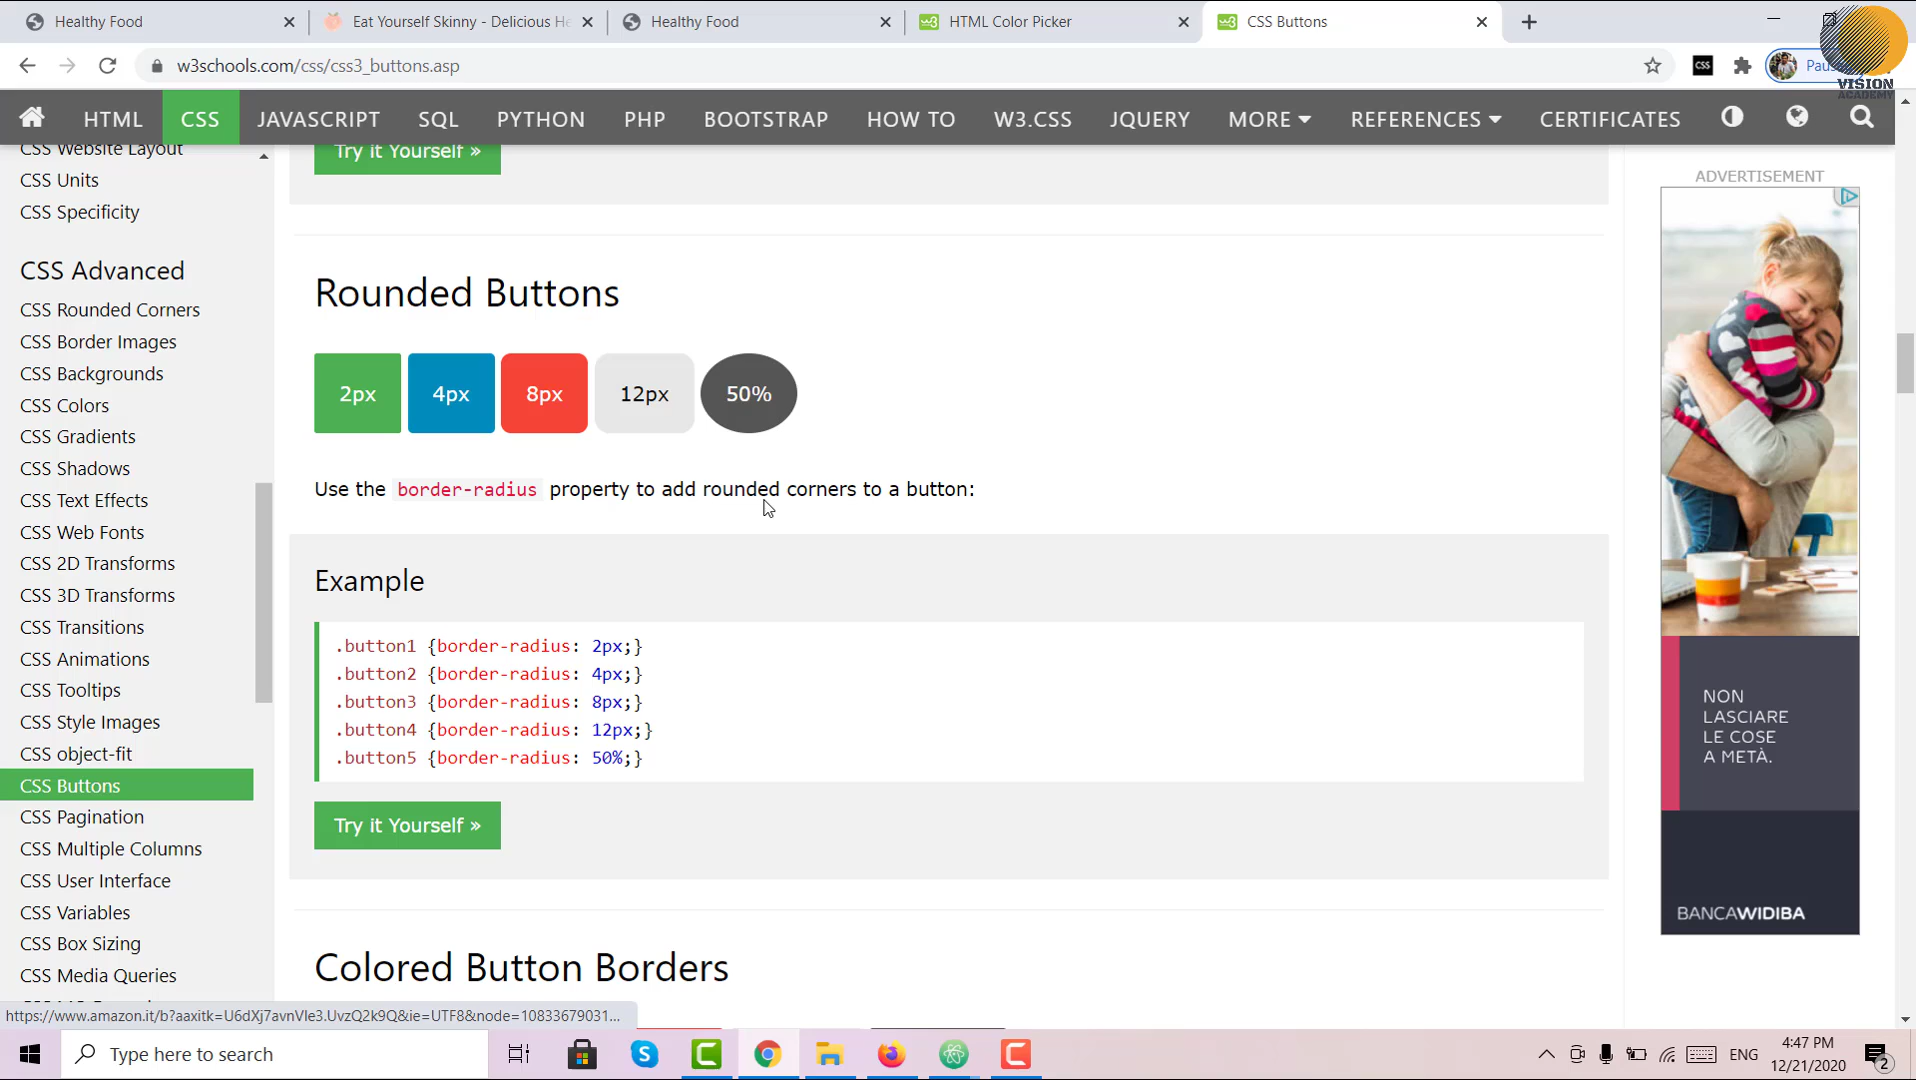 Healthy Food
Eat Yourself Skinny - Delicious He
Healthy Food
HTML Color Picker
CSS Buttons
w3schools.com/css/css3_buttons.asp
CSS
VISION
ACADEMY
HTML CSS JAVASCRIPT SQL PYTHON PHP BOOTSTRAP HOW TO W3.CSS JQUERY MORE REFERENCES CERTIFICATES
CSS Website Layout
CSS Units
CSS Specificity
CSS Advanced
CSS Rounded Corners
CSS Border Images
CSS Backgrounds
CSS Colors
CSS Gradients
CSS Shadows
CSS Text Effects
CSS Web Fonts
CSS 2D Transforms
CSS 3D Transforms
CSS Transitions
CSS Animations
CSS Tooltips
CSS Style Images
CSS object-fit
CSS Buttons
CSS Pagination
CSS Multiple Columns
CSS User Interface
CSS Variables
CSS Box Sizing
CSS Media Queries
Try it Yourself »
Rounded Buttons
2px 4px 8px 12px 50%
Use the border-radius property to add rounded corners to a button:
Example
.button1 {border-radius: 2px;}
.button2 {border-radius: 4px;}
.button3 {border-radius: 8px;}
.button4 {border-radius: 12px;}
.button5 {border-radius: 50%;}
Try it Yourself »
Colored Button Borders
ADVERTISEMENT
NON
LASCIARE
LE COSE
A METÀ.
BANCAWIDIBA
https://www.amazon.it/b?aaxitk=U6dXj7avnVIe3.UvzQ2k9Q&ie=UTF8&node=10833679031...
Type here to search
ENG
4:47 PM
12/21/2020
2